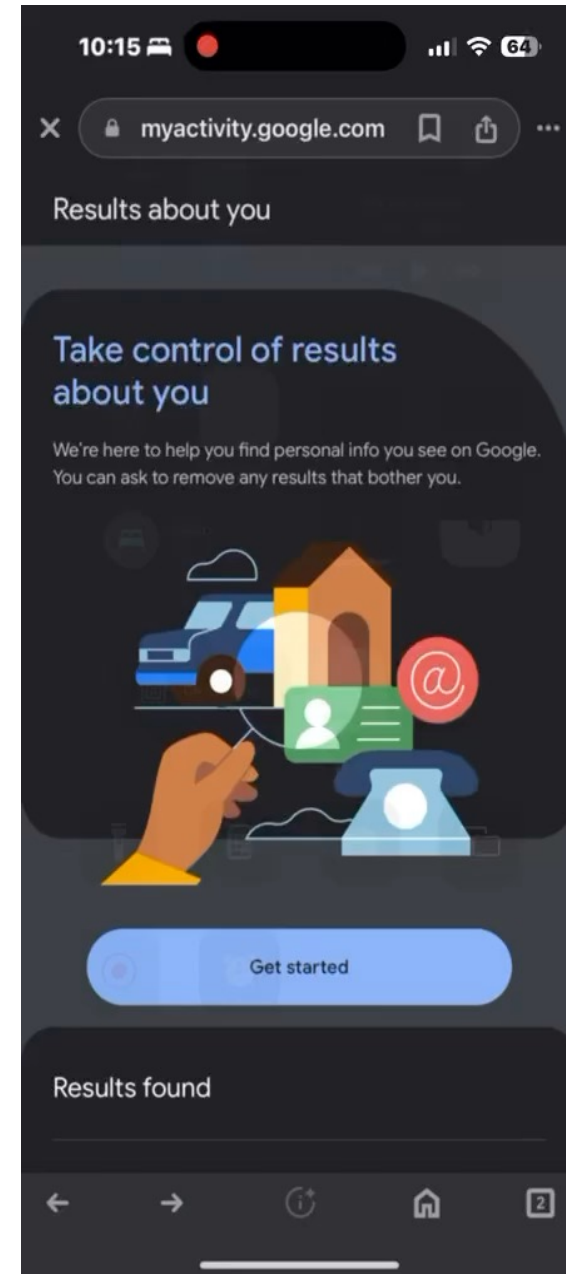 10:15
64
myactivity.google.com
Results about you
Take control of results
about you
We're here to help you find personal info you see on Google.
You can ask to remove any results that bother you.
@
Get started
Results found
2